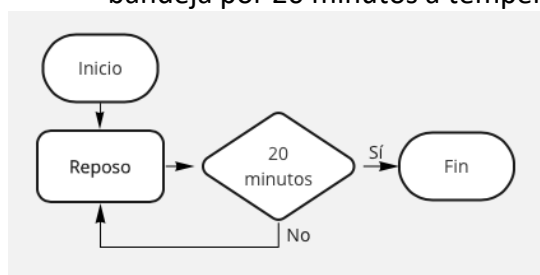 bandeja por 20 minutos a temper
Inicio
Reposo
20
minutos
Sí
Fin
No